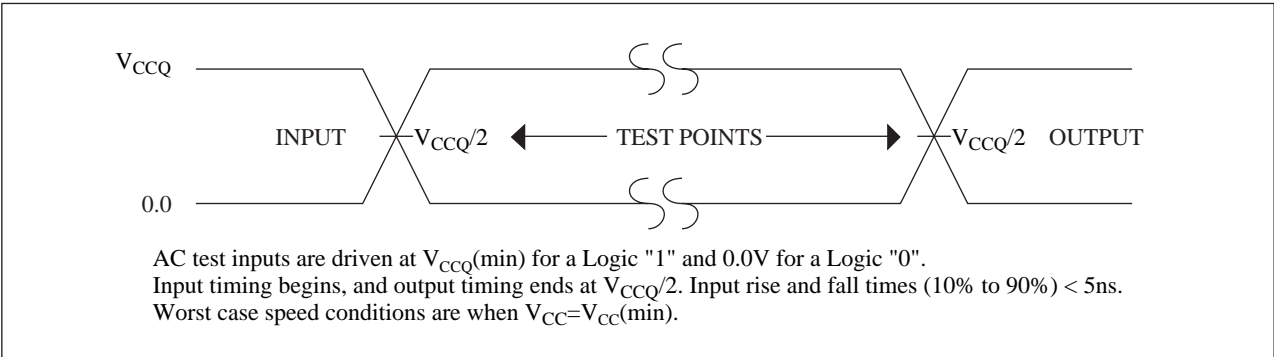 VCCQ
INPUT VCCQ/2 TEST POINTS VCCQ/2 OUTPUT
0.0
AC test inputs are driven at VCCQ(min) for a Logic "1" and 0.0V for a Logic "0".
Input timing begins, and output timing ends at VCCQ/2. Input rise and fall times (10% to 90%) < 5ns.
Worst case speed conditions are when VCC=VCC(min).